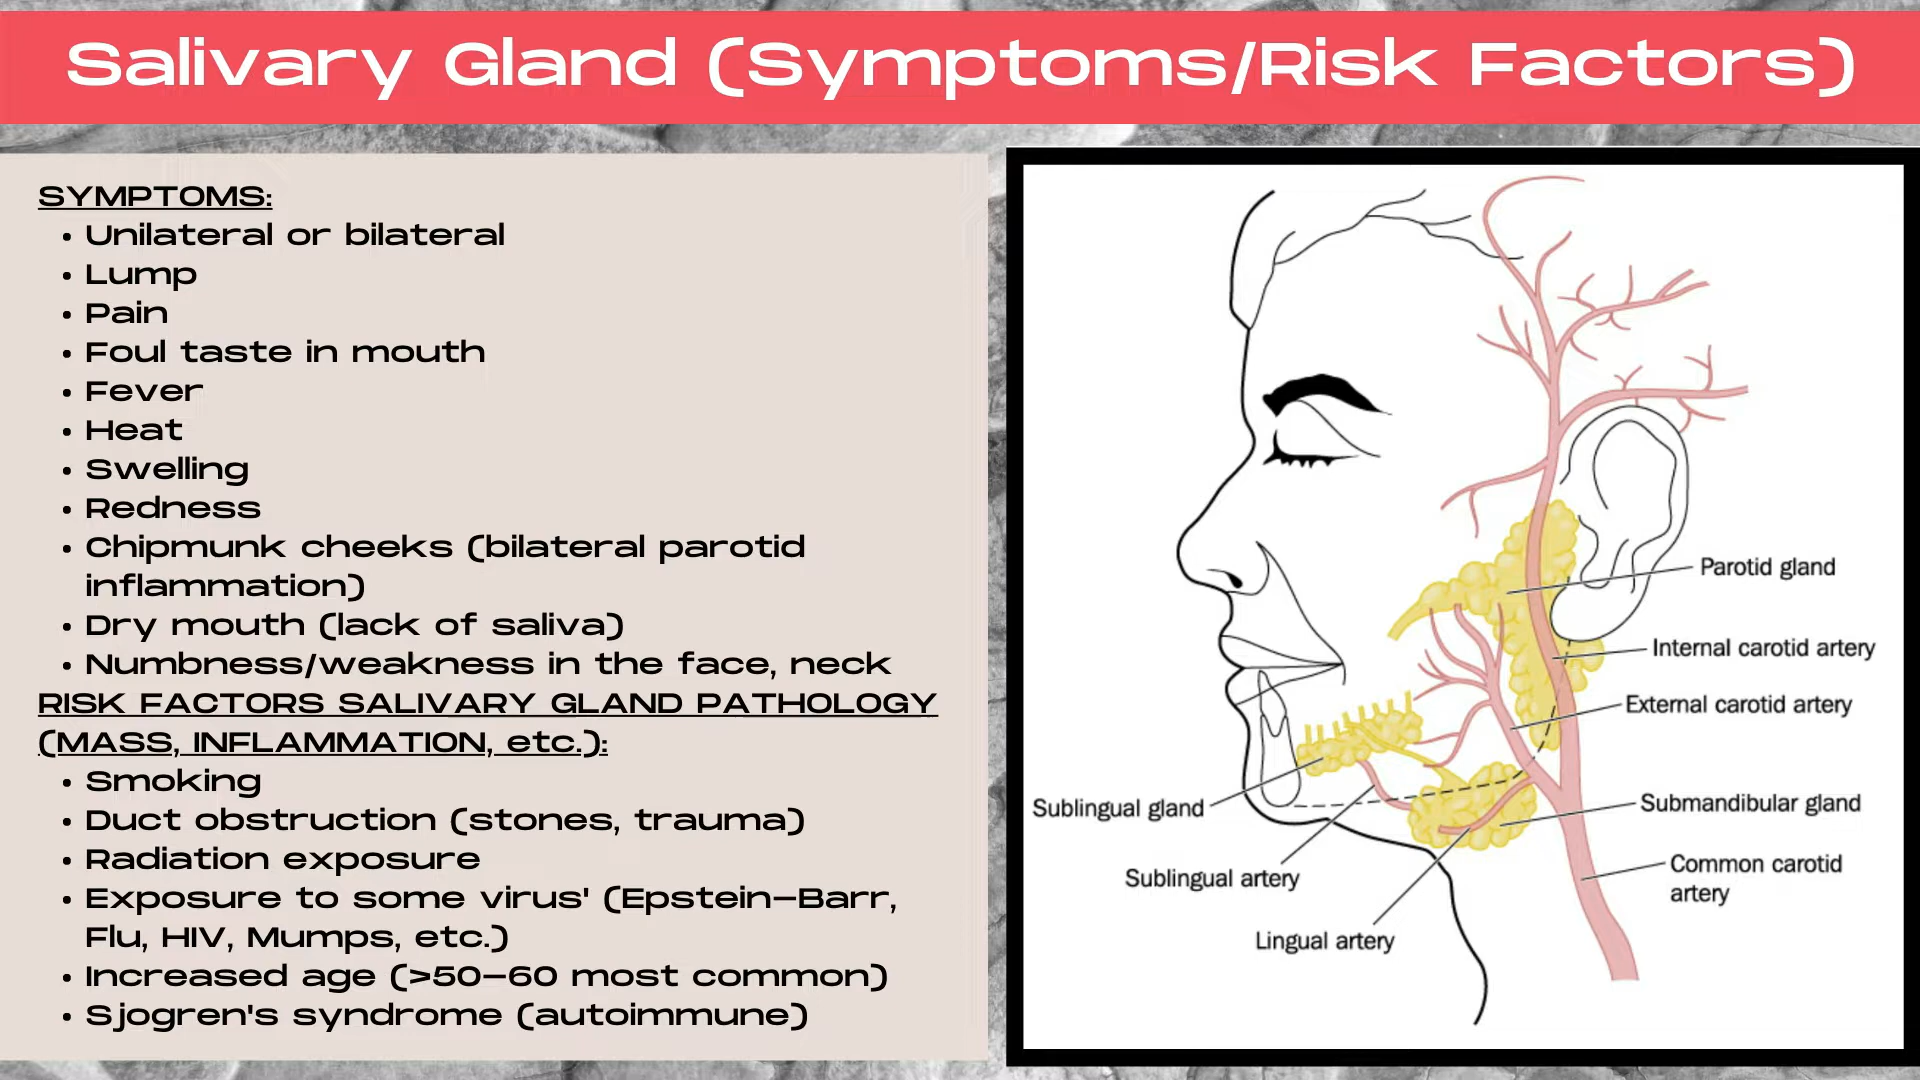 Salivary Gland (Symptoms/Risk Factors)
SYMPTOMS:
• Unilateral or bilateral
• Lump
• Pain
• Foul taste in mouth
• Fever
• Heat
• Swelling
• Redness
• Chipmunk cheeks (bilateral parotid
inflammation)
• Dry mouth (lack of saliva)
• Numbness/weakness in the face, neck
RISK FACTORS SALIVARY GLAND PATHOLOGY
(MASS, INFLAMMATION, etc.):
• Smoking
• Duct obstruction (stones, trauma)
• Radiation exposure
• Exposure to some virus' (Epstein-Barr,
Flu, HIV, Mumps, etc.)
• Increased age (>50-60 most common)
• Sjogren's syndrome (autoimmune)
Parotid gland
Internal carotid artery
External carotid artery
Submandibular gland
Common carotid
artery
Sublingual gland
Sublingual artery
Lingual artery